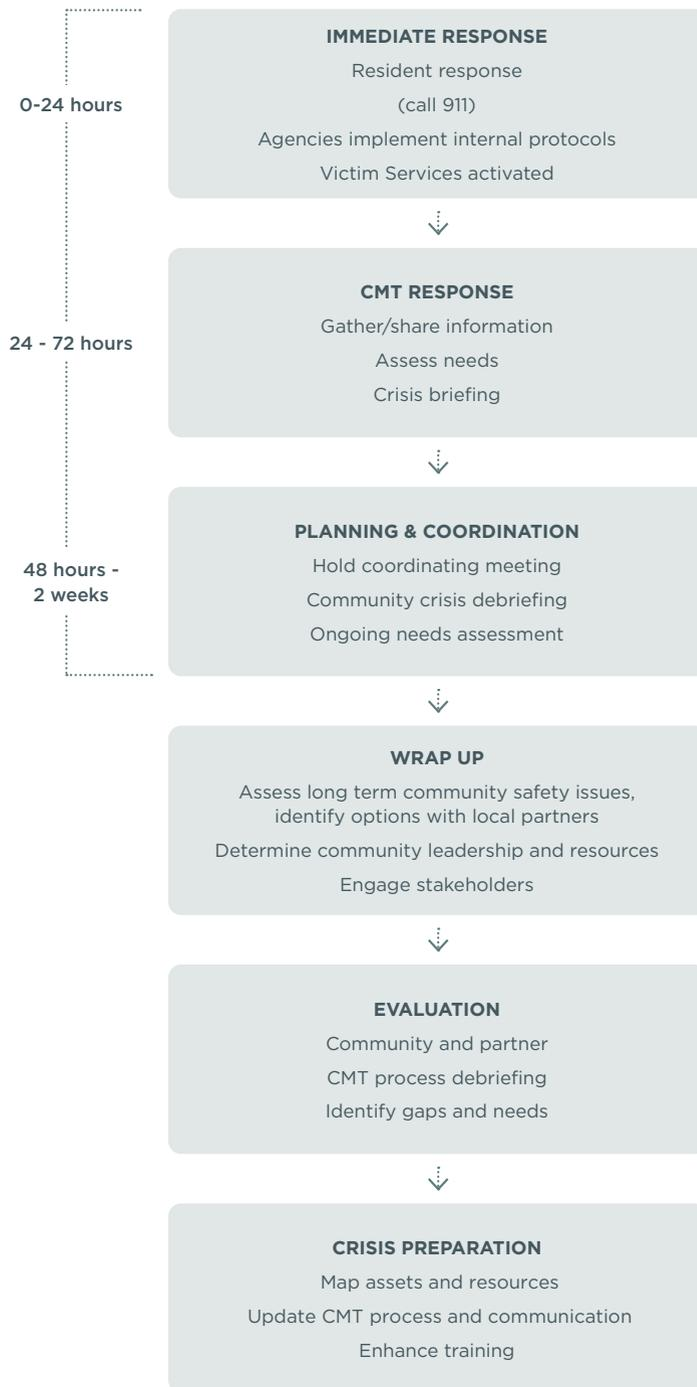 IMMEDIATE RESPONSE
Resident response
(call 911)
Agencies implement internal protocols
Victim Services activated
0-24 hours
CMT RESPONSE
Gather/share information
Assess needs
Crisis briefing
24 - 72 hours
PLANNING & COORDINATION
Hold coordinating meeting
Community crisis debriefing
Ongoing needs assessment
48 hours -
2 weeks
WRAP UP
Assess long term community safety issues,
identify options with local partners
Determine community leadership and resources
Engage stakeholders
EVALUATION
Community and partner
CMT process debriefing
Identify gaps and needs
CRISIS PREPARATION
Map assets and resources
Update CMT process and communication
Enhance training